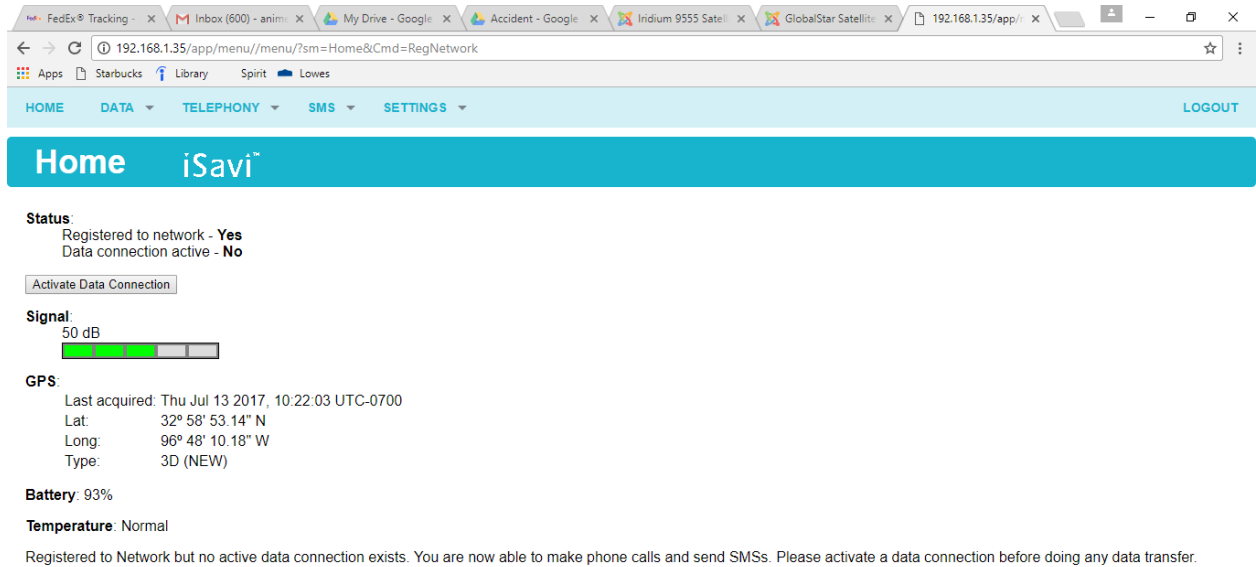 FedEx® Tracking -
Inbox (600) - anim
My Drive - Google
Accident - Google
Iridium 9555 Satel
GlobalStar Satellite
192.168.1.35/app/
192.168.1.35/app/menu//menu/?sm=Home&Cmd=RegNetwork
Apps Starbucks Library Spirit Lowes
HOME DATA TELEPHONY SMS SETTINGS LOGOUT
Home iSavi™
Status:
Registered to network - Yes
Data connection active - No
Activate Data Connection
Signal:
50 dB
GPS:
Last acquired: Thu Jul 13 2017, 10:22:03 UTC-0700
Lat: 32º 58' 53.14" N
Long: 96º 48' 10.18" W
Type: 3D (NEW)
Battery: 93%
Temperature: Normal
Registered to Network but no active data connection exists. You are now able to make phone calls and send SMSs. Please activate a data connection before doing any data transfer.